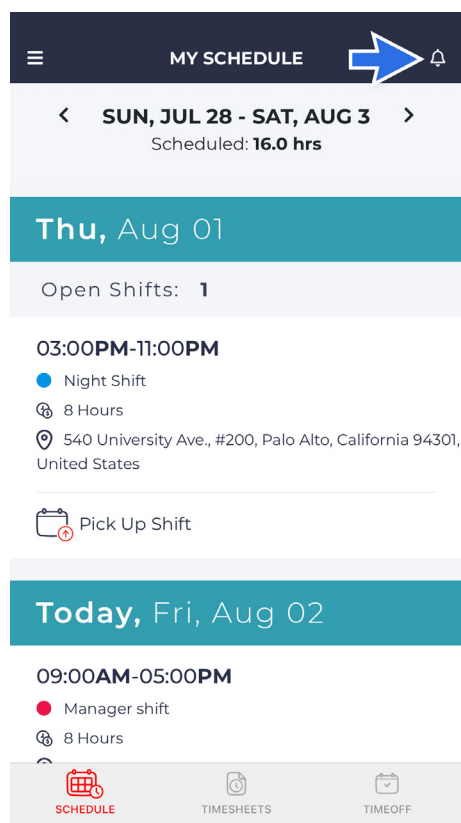 MY SCHEDULE
SUN, JUL 28 - SAT, AUG 3
Scheduled: 16.0 hrs
Thu, Aug 01
Open Shifts: 1
03:00PM-11:00PM
Night Shift
8 Hours
540 University Ave., #200, Palo Alto, California 94301,
United States
Pick Up Shift
Today, Fri, Aug 02
09:00AM-05:00PM
Manager shift
8 Hours
SCHEDULE
TIMESHEETS
TIMEOFF